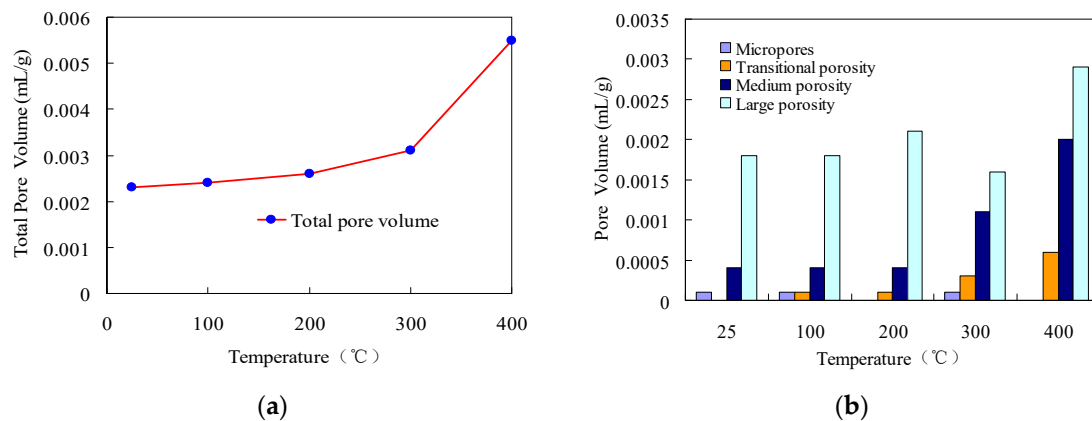 0.006
0.005
0.004
0.003
0.002
0.001
0
Total Pore Volume (mL/g)
Total pore volume
0 100 200 300 400
Temperature（℃）
(a)
0.0035
0.003
0.0025
0.002
0.0015
0.001
0.0005
0
Pore Volume (mL/g)
Micropores
Transitional porosity
Medium porosity
Large porosity
25 100 200 300 400
Temperature（℃）
(b)